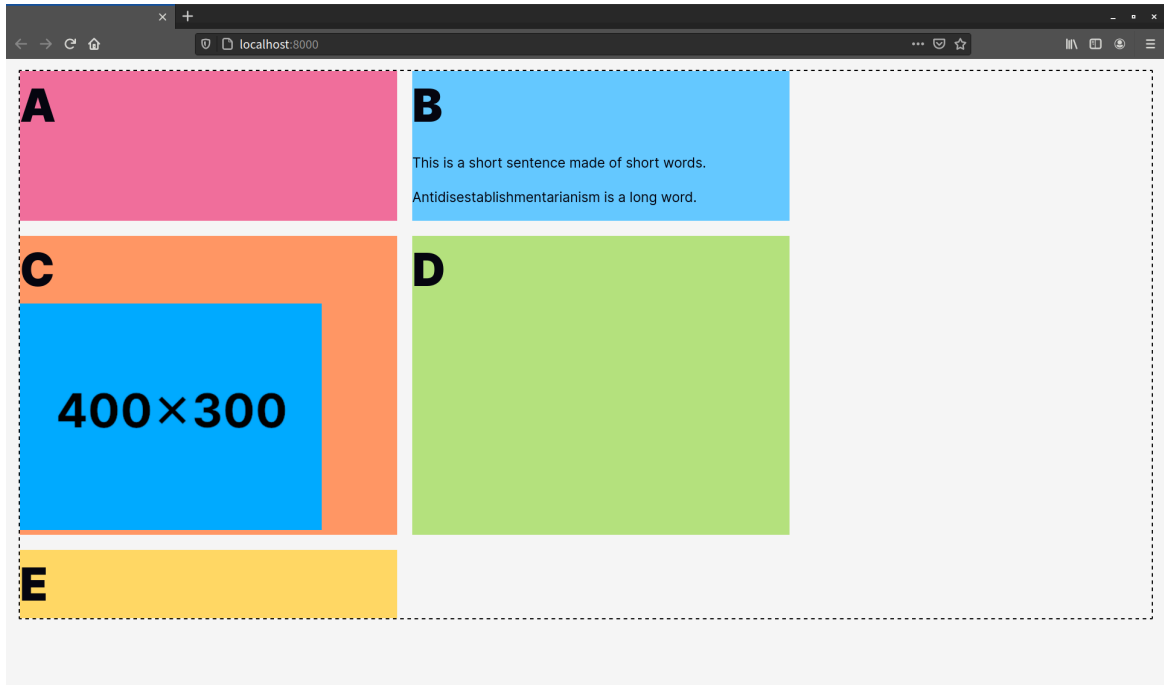 localhost:8000
A
B
This is a short sentence made of short words.
Antidisestablishmentarianism is a long word.
C
400×300
D
E